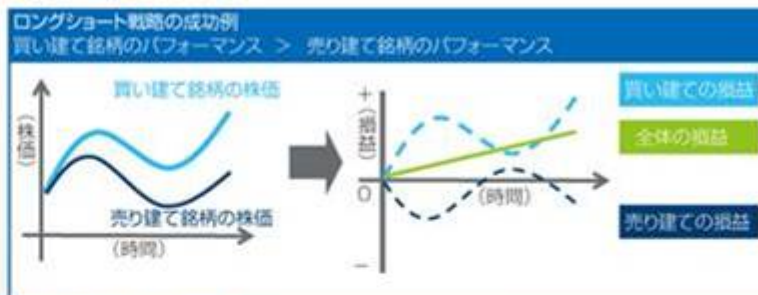 ロングショート戦略の成功例
買い建て銘柄のパフォーマンス ＞ 売り建て銘柄のパフォーマンス
買い建て銘柄の株価
(株価)
売り建て銘柄の株価
(時間)
+
(損益)
0
(時間)
−
買い建ての損益
全体の損益
売り建ての損益